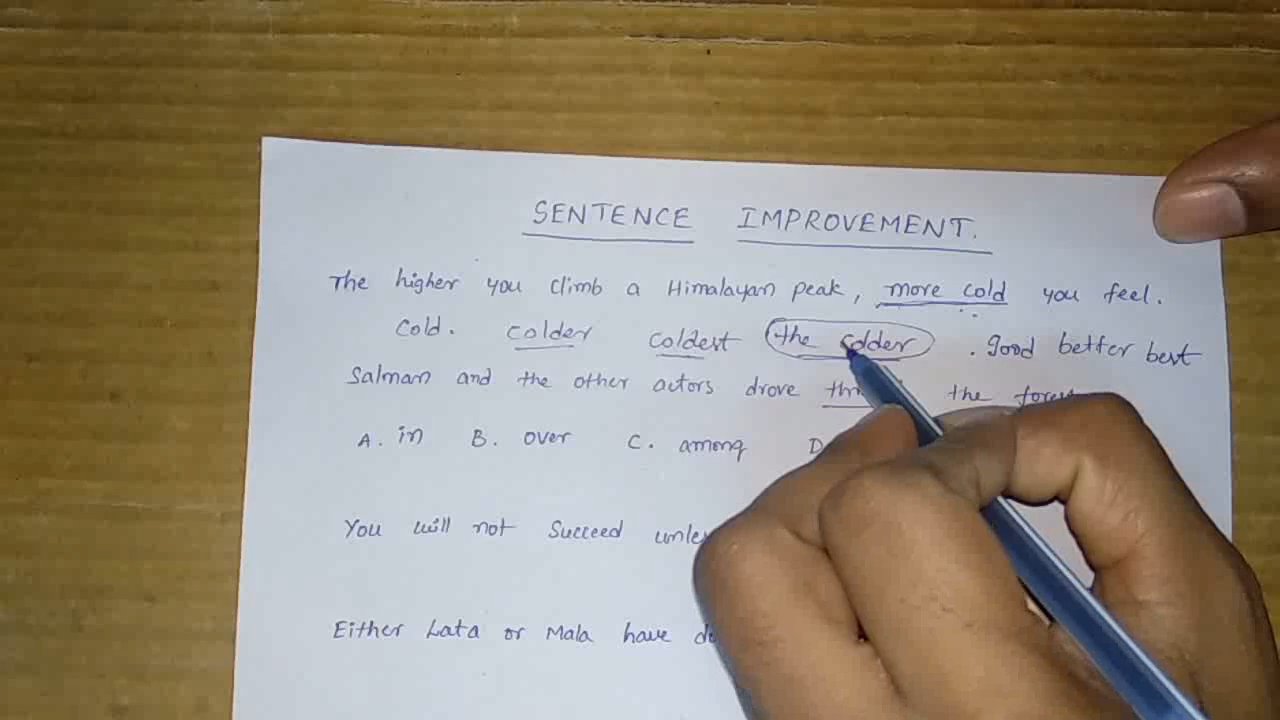 SENTENCE IMPROVEMENT.
The higher you climb a Himalayan peak, more cold you feel.
Cold. colder coldest the colder . good better best
Salman and the other actors drove the
A. in B. over C. among D
You will not Succeed
Either Lata or Mala have